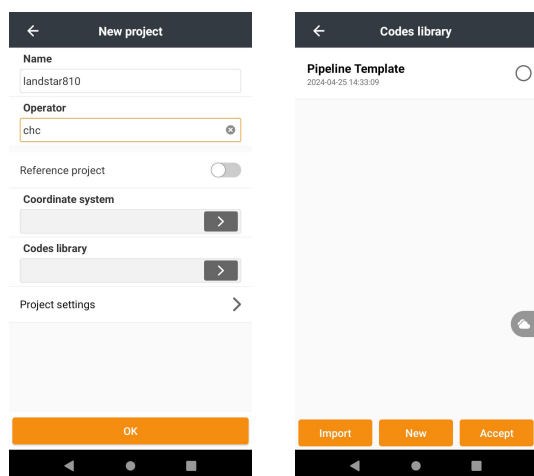 New project
Name
landstar810
Operator
chc
Reference project
Coordinate system
Codes library
Project settings
OK
Codes library
Pipeline Template
2024-04-25 14:33:09
Import New Accept